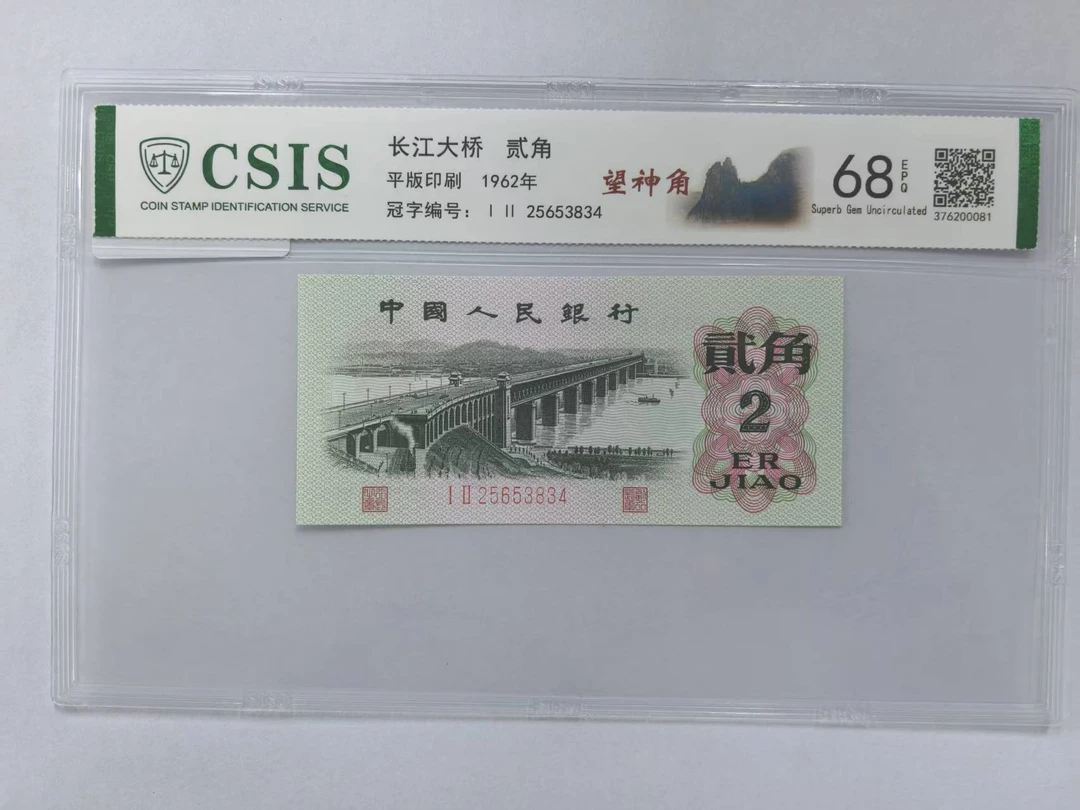 CSIS
COIN STAMP IDENTIFICATION SERVICE
长江大桥 贰角
平版印刷 1962年
冠字编号: I II 25653834
望神角
68
EPQ
Superb Gem Uncirculated
376200081
中國人民銀行
貳角
2
ER
JIAO
I II 25653834